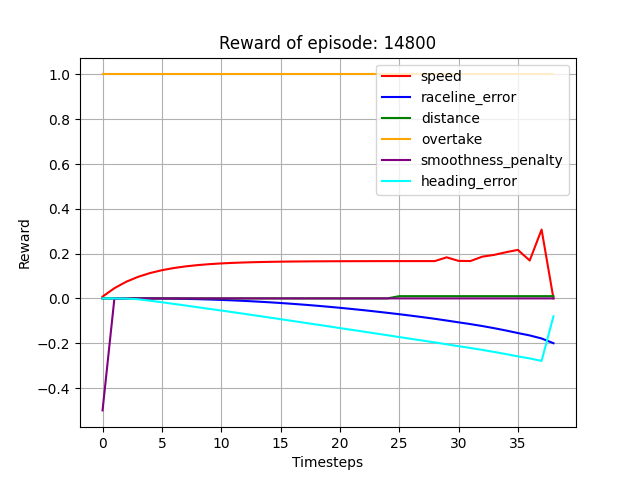 Reward of episode: 14800
1.0
0.8
0.6
0.4
0.2
0.0
−0.2
−0.4
Reward
speed
raceline_error
distance
overtake
smoothness_penalty
heading_error
0 5 10 15 20 25 30 35
Timesteps